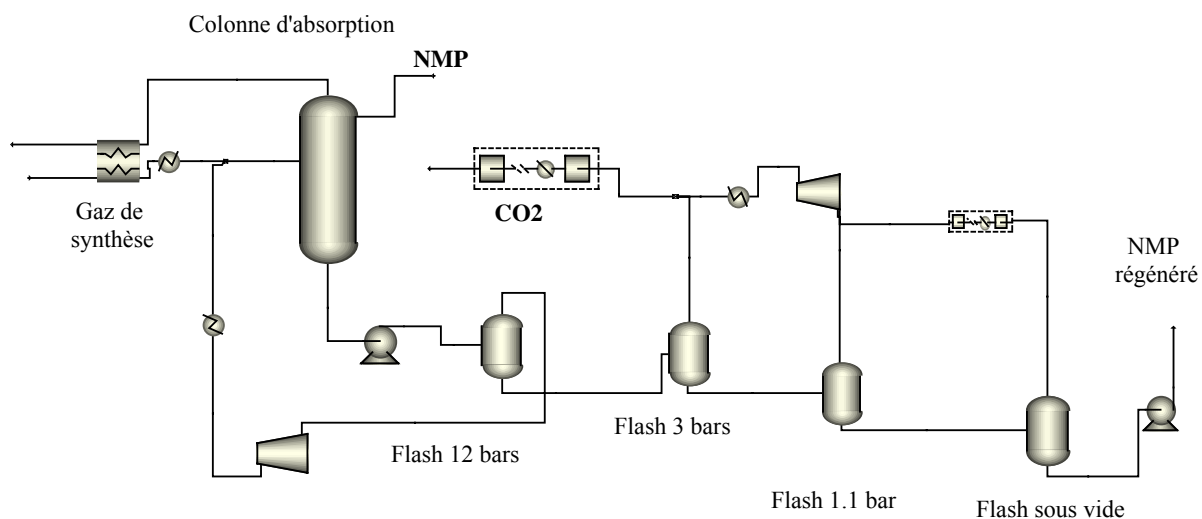 Colonne d'absorption
NMP
CO2
Gaz de
synthèse
NMP
régénéré
Flash 3 bars
Flash 12 bars
Flash 1.1 bar
Flash sous vide